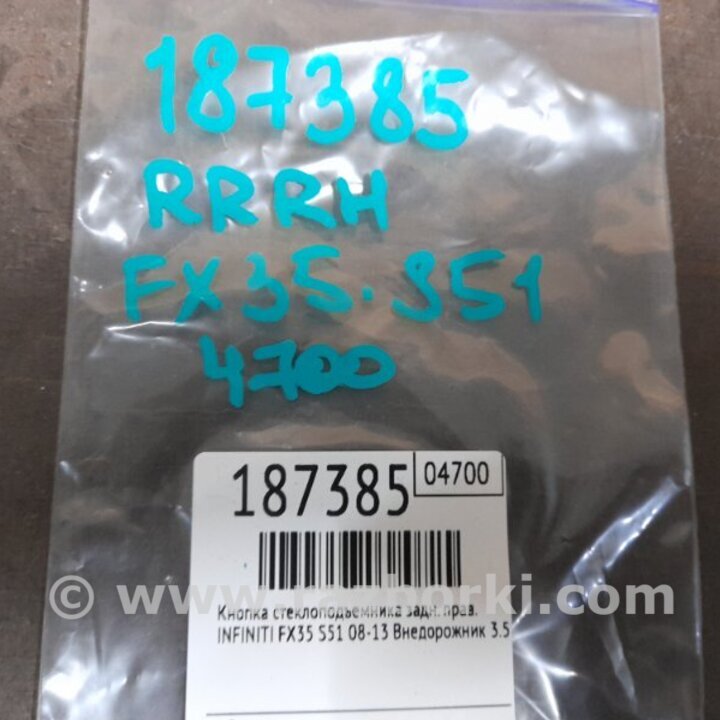 187385
RRRH
FX35.S51
4700
187385 04700
© www.razborki.com
Кнопка стеклоподъемника задн. прав.
INFINITI FX35 S51 08-13 Внедорожник 3.5